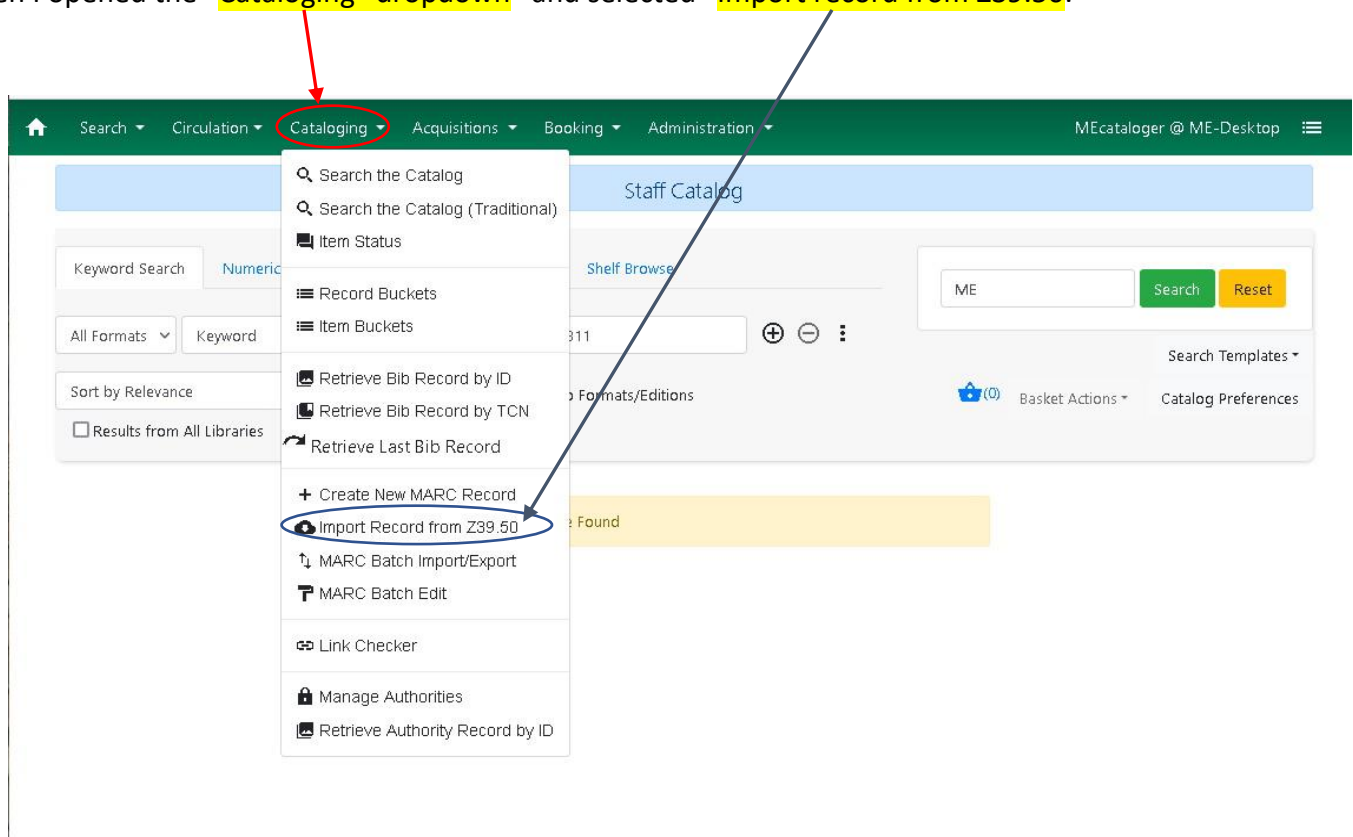 I opened the "Cataloging" dropdown" and selected "Import record from Z39.50.
Search Circulation Cataloging Acquisitions Booking Administration MEcataloger @ ME-Desktop
Staff Catalog
Search the Catalog
Search the Catalog (Traditional)
Item Status
Record Buckets
Item Buckets
Retrieve Bib Record by ID
Retrieve Bib Record by TCN
Retrieve Last Bib Record
Create New MARC Record
Import Record from Z39.50
MARC Batch Import/Export
MARC Batch Edit
Link Checker
Manage Authorities
Retrieve Authority Record by ID
Keyword Search Numeric Shelf Browse
All Formats Keyword 311
Sort by Relevance Formats/Editions
Results from All Libraries
Found
ME Search Reset
Search Templates
(0) Basket Actions Catalog Preferences